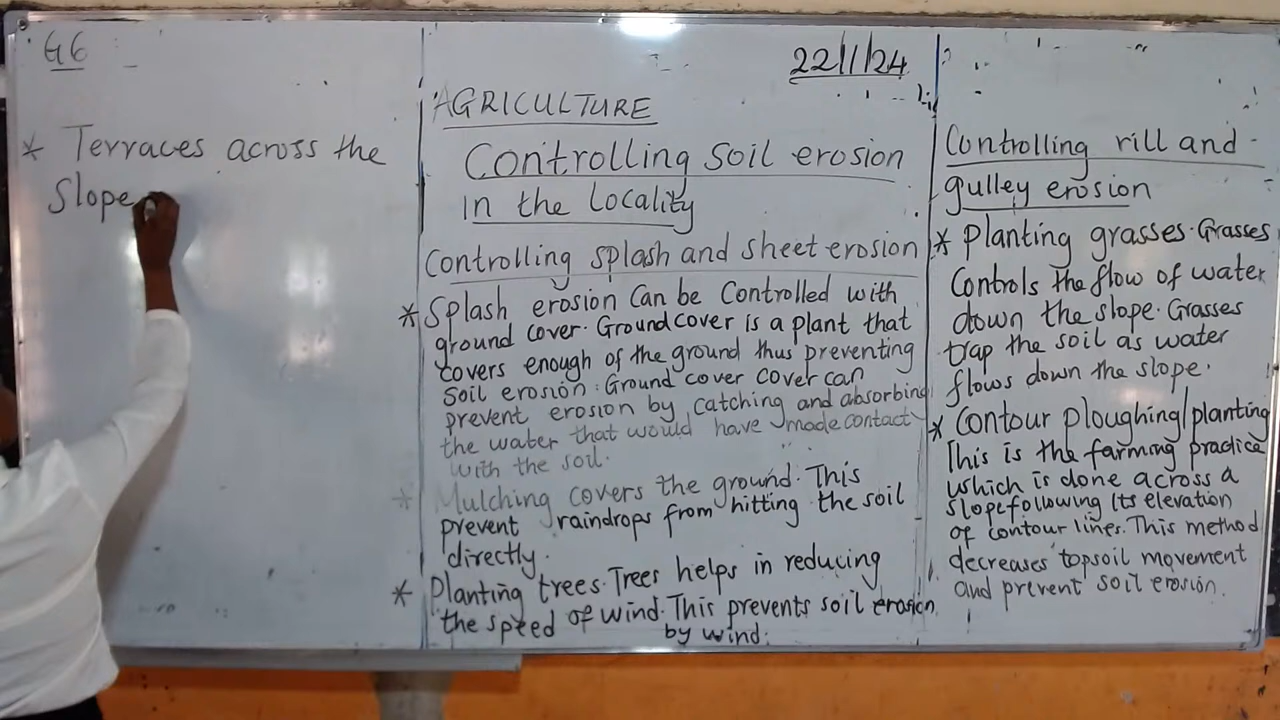 G6
* Terraces across the
Slope
22/1/24
AGRICULTURE
Controlling Soil erosion
in the Locality
Controlling splash and sheet erosion
* Splash erosion Can be Controlled with
ground cover. Ground cover is a plant that
covers enough of the ground thus preventing
Soil erosion. Ground cover cover can
prevent erosion by catching and absorbing
the water that would have made contact
with the soil.
* Mulching covers the ground. This
prevent raindrops from hitting the soil
directly.
* Planting trees. Trees helps in reducing
the speed of wind. This prevents soil erosion
by wind.
Controlling rill and
gulley erosion
* Planting grasses. Grasses
Controls the flow of water
down the slope. Grasses
trap the soil as water
flows down the slope.
* Contour ploughing/planting
This is the farming practice
which is done across a
slope following its elevation
of contour lines. This method
decreases topsoil movement
and prevent soil erosion.